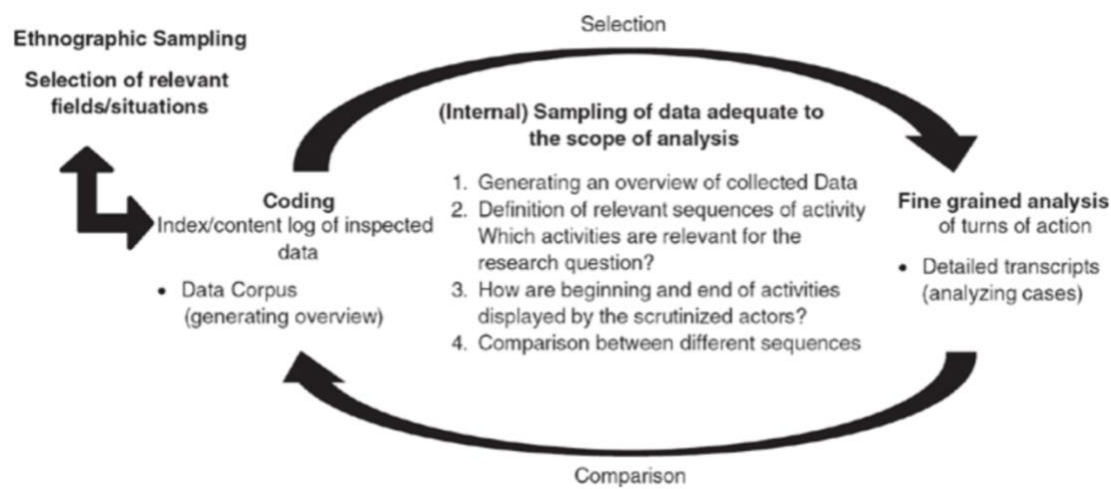 Selection
Ethnographic Sampling
Selection of relevant
fields/situations
(Internal) Sampling of data adequate to
the scope of analysis
1. Generating an overview of collected Data
2. Definition of relevant sequences of activity
Which activities are relevant for the
research question?
3. How are beginning and end of activities
displayed by the scrutinized actors?
4. Comparison between different sequences
Coding
Index/content log of inspected
data
• Data Corpus
(generating overview)
Fine grained analysis
of turns of action
• Detailed transcripts
(analyzing cases)
Comparison